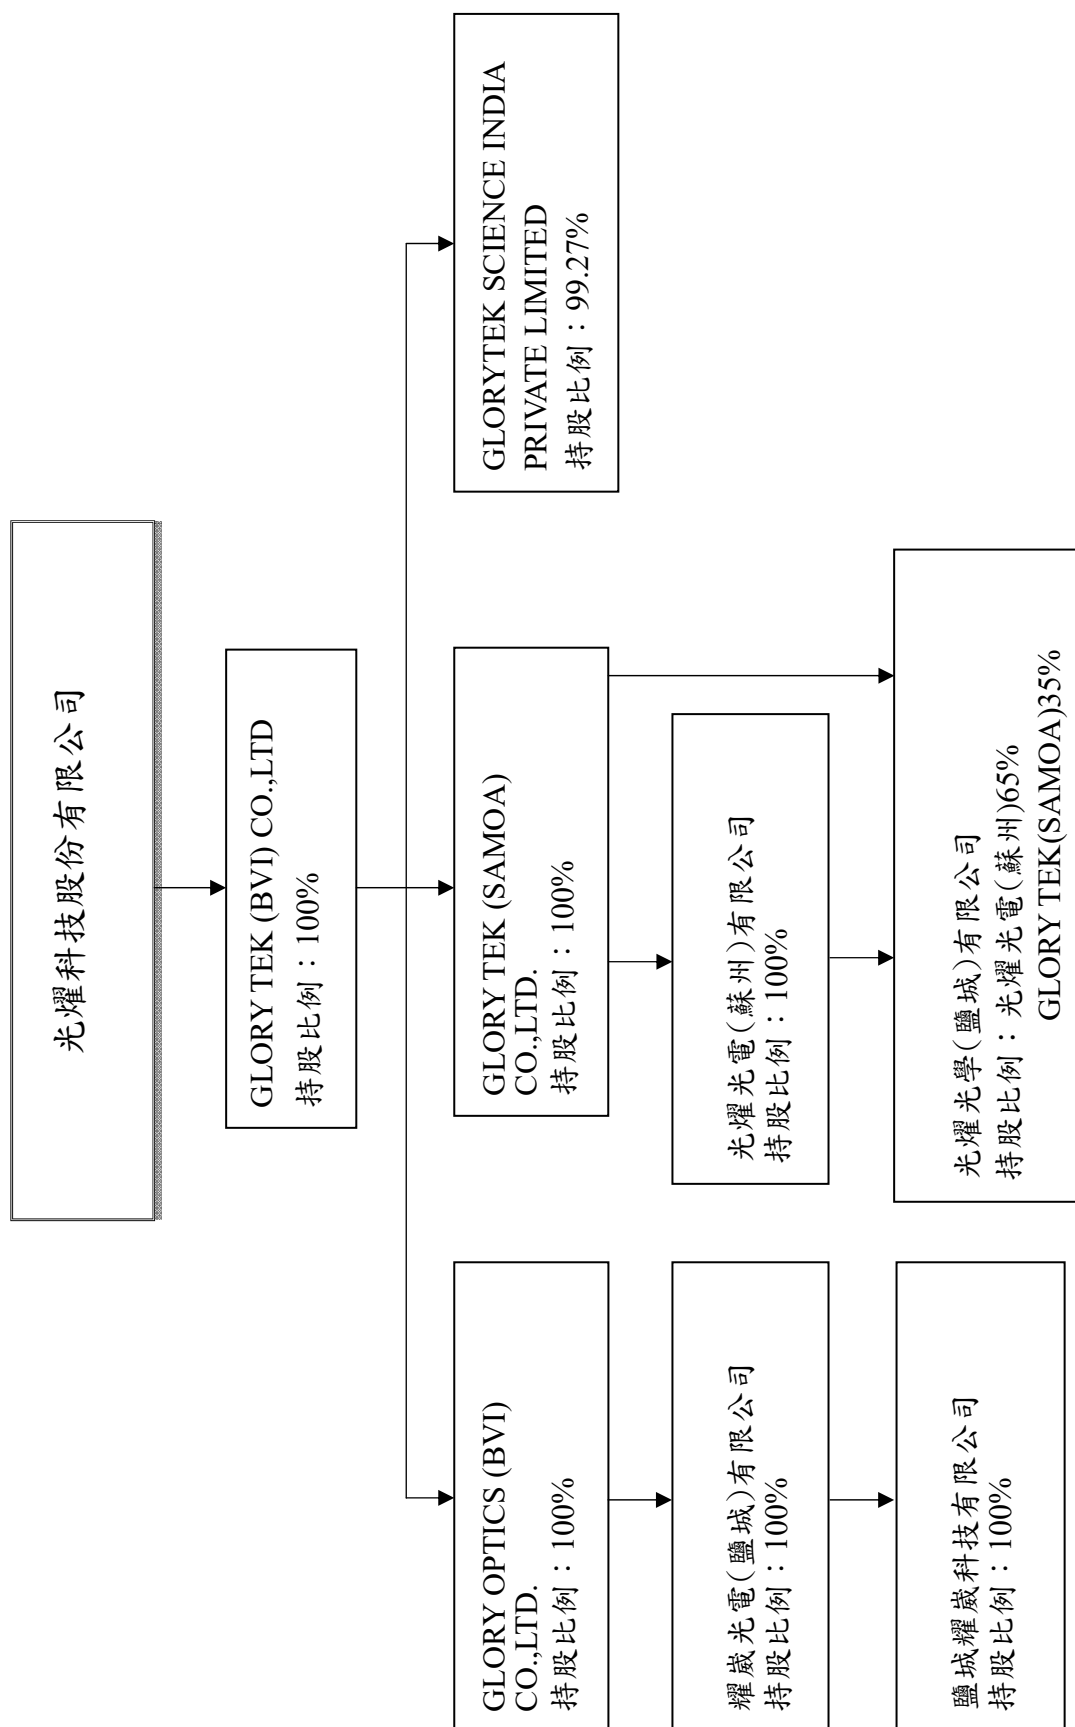 光燿科技股份有限公司
GLORY TEK (BVI) CO.,LTD
持股比例：100%
GLORY OPTICS (BVI)
CO.,LTD.
持股比例：100%
GLORY TEK (SAMOA)
CO.,LTD.
持股比例：100%
GLORYTEK SCIENCE INDIA
PRIVATE LIMITED
持股比例：99.27%
耀崴光電(鹽城)有限公司
持股比例：100%
光燿光電(蘇州)有限公司
持股比例：100%
鹽城耀崴科技有限公司
持股比例：100%
光燿光學(鹽城)有限公司
持股比例：光燿光電(蘇州)65%
GLORY TEK(SAMOA)35%